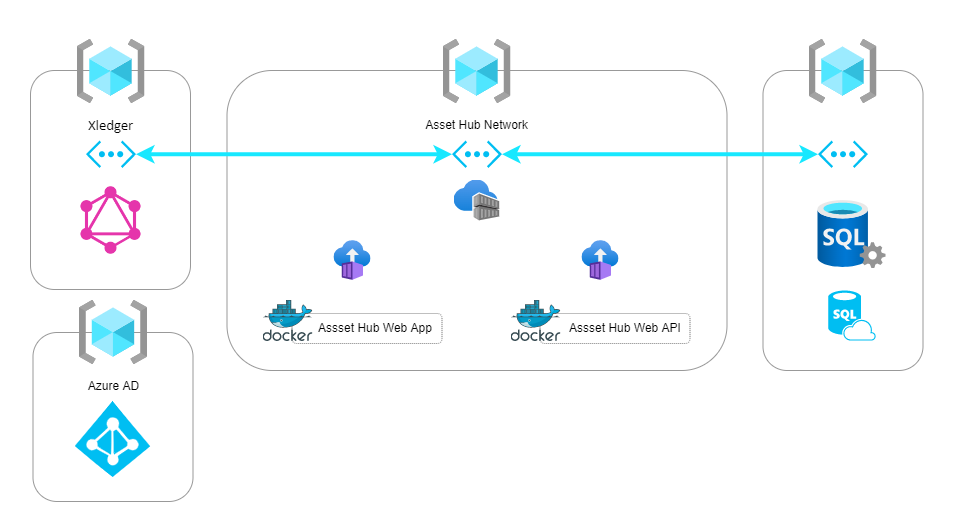 Xledger
Asset Hub Network
SQL
docker
Assset Hub Web App
docker
Assset Hub Web API
SQL
Azure AD